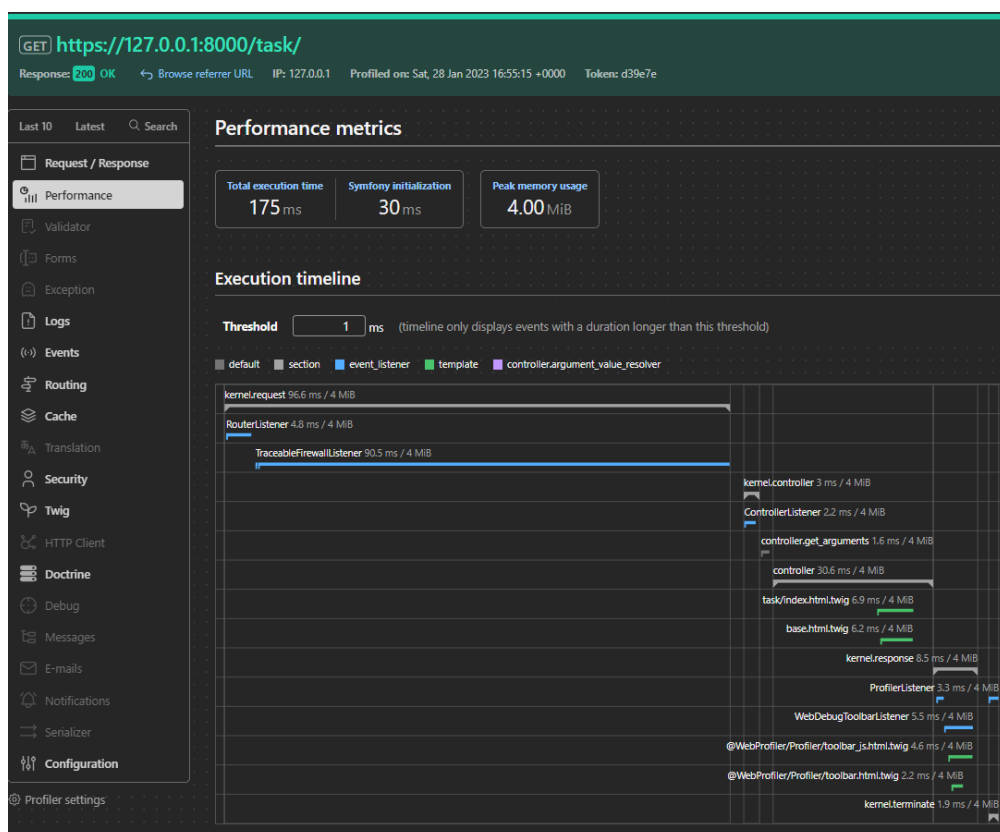 GET https://127.0.0.1:8000/task/
Response: 200 OK Browse referrer URL IP: 127.0.0.1 Profiled on: Sat, 28 Jan 2023 16:55:15 +0000 Token: d39e7e
Last 10 Latest Search
Request / Response
Performance
Validator
Forms
Exception
Logs
Events
Routing
Cache
Translation
Security
Twig
HTTP Client
Doctrine
Debug
Messages
E-mails
Notifications
Serializer
Configuration
Profiler settings
Performance metrics
Total execution time
175 ms
Symfony initialization
30 ms
Peak memory usage
4.00 MiB
Execution timeline
Threshold 1 ms (timeline only displays events with a duration longer than this threshold)
default section event_listener template controller.argument_value_resolver
kernel.request 96.6 ms / 4 MiB
RouterListener 4.8 ms / 4 MiB
TraceableFirewallListener 90.5 ms / 4 MiB
kernel.controller 3 ms / 4 MiB
ControllerListener 2.2 ms / 4 MiB
controller.get_arguments 1.6 ms / 4 MiB
controller 30.6 ms / 4 MiB
task/index.html.twig 6.9 ms / 4 MiB
base.html.twig 6.2 ms / 4 MiB
kernel.response 8.5 ms / 4 MiB
ProfilerListener 3.3 ms / 4 MiB
WebDebugToolbarListener 5.5 ms / 4 MiB
@WebProfiler/Profiler/toolbar_js.html.twig 4.6 ms / 4 MiB
@WebProfiler/Profiler/toolbar.html.twig 2.2 ms / 4 MiB
kernel.terminate 1.9 ms / 4 MiB